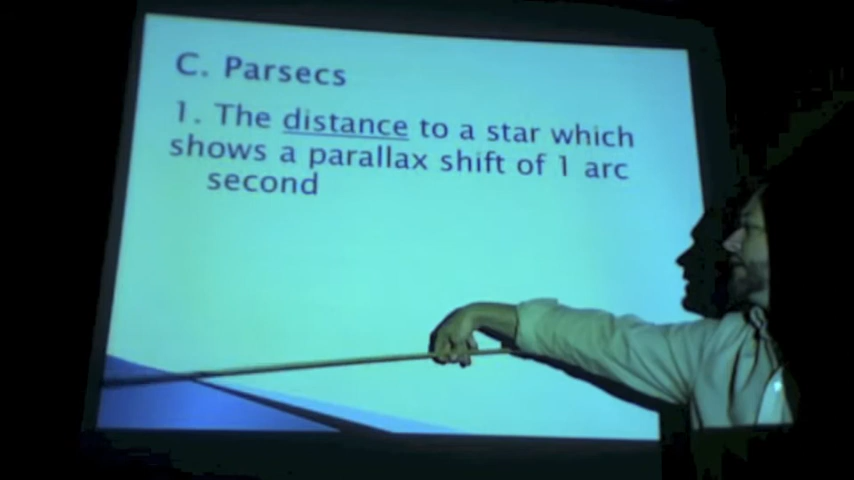 C. Parsecs
1. The distance to a star which
shows a parallax shift of 1 arc
second